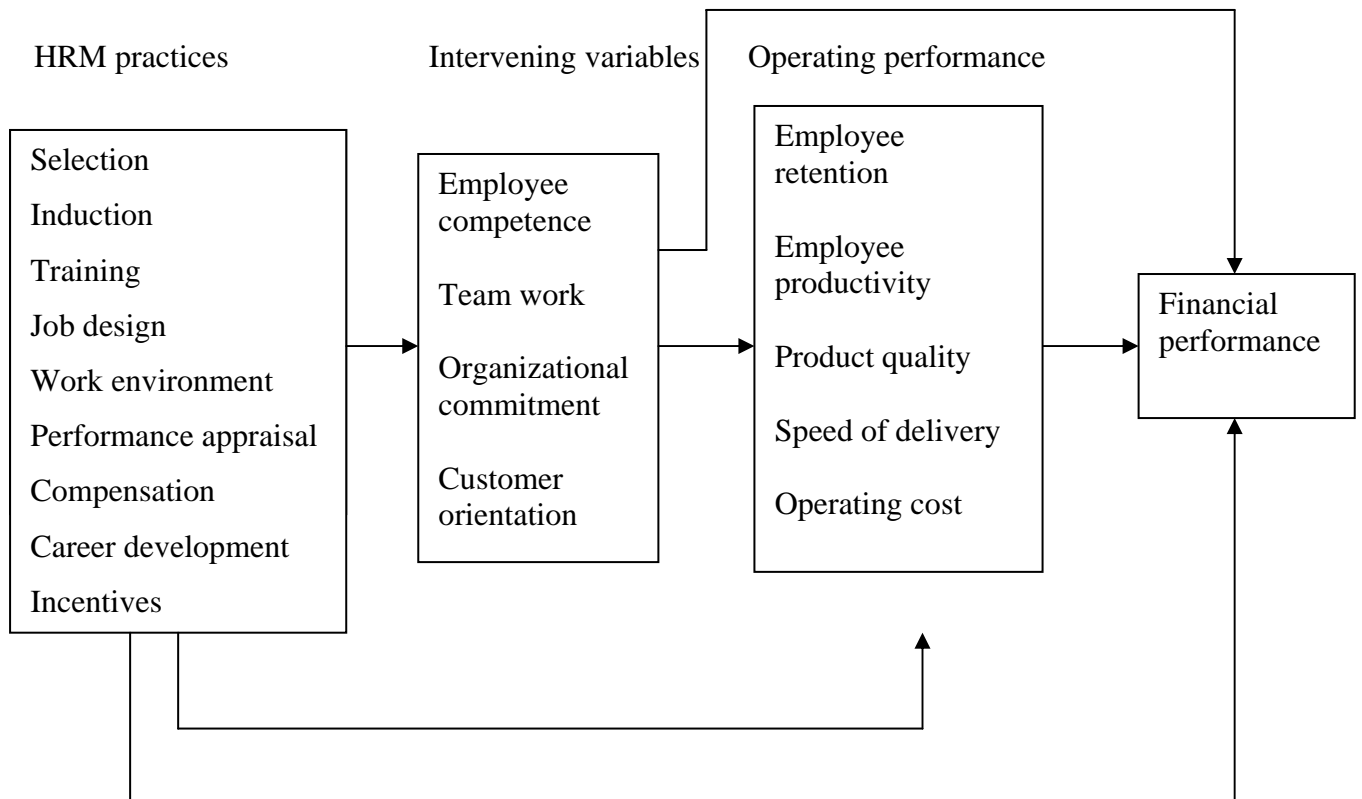 HRM practices
Intervening variables
Operating performance
Selection
Induction
Training
Job design
Work environment
Performance appraisal
Compensation
Career development
Incentives
Employee
competence
Team work
Organizational
commitment
Customer
orientation
Employee
retention
Employee
productivity
Product quality
Speed of delivery
Operating cost
Financial
performance